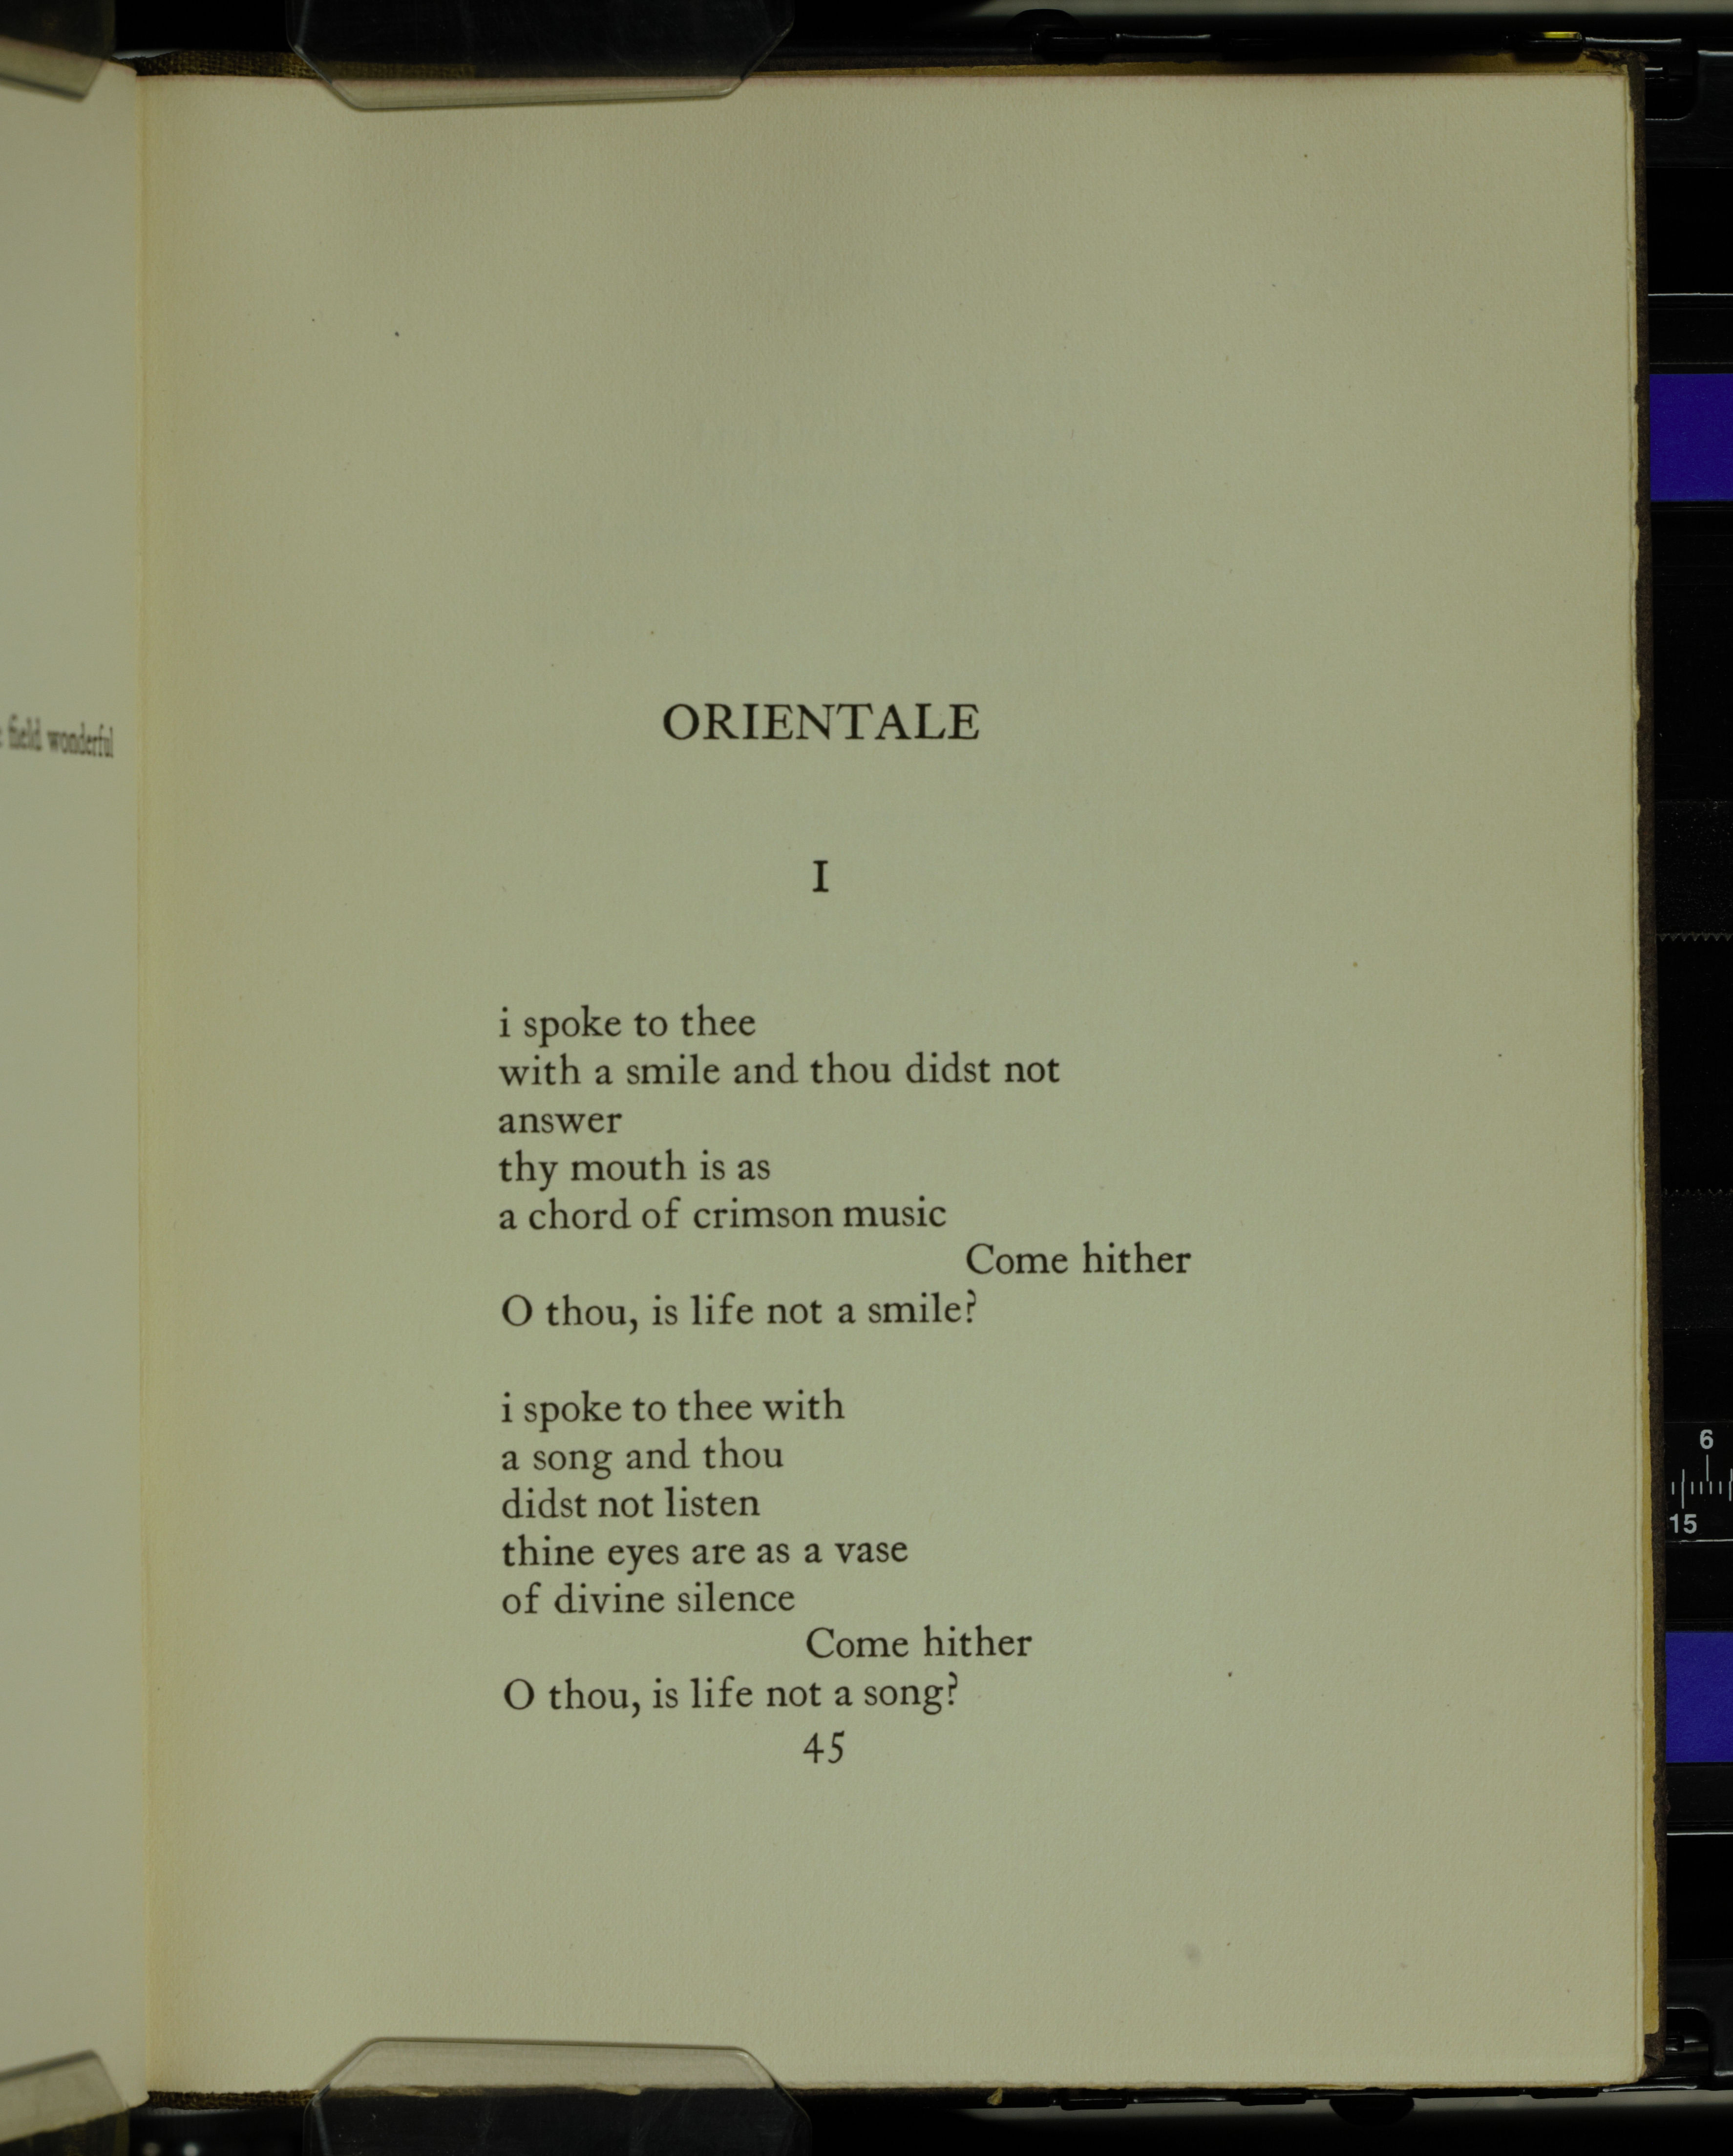 field wonderful
ORIENTALE
I
i spoke to thee
with a smile and thou didst not
answer
thy mouth is as
a chord of crimson music
Come hither
O thou, is life not a smile?
i spoke to thee with
a song and thou
didst not listen
thine eyes are as a vase
of divine silence
Come hither
O thou, is life not a song?
45
6
15